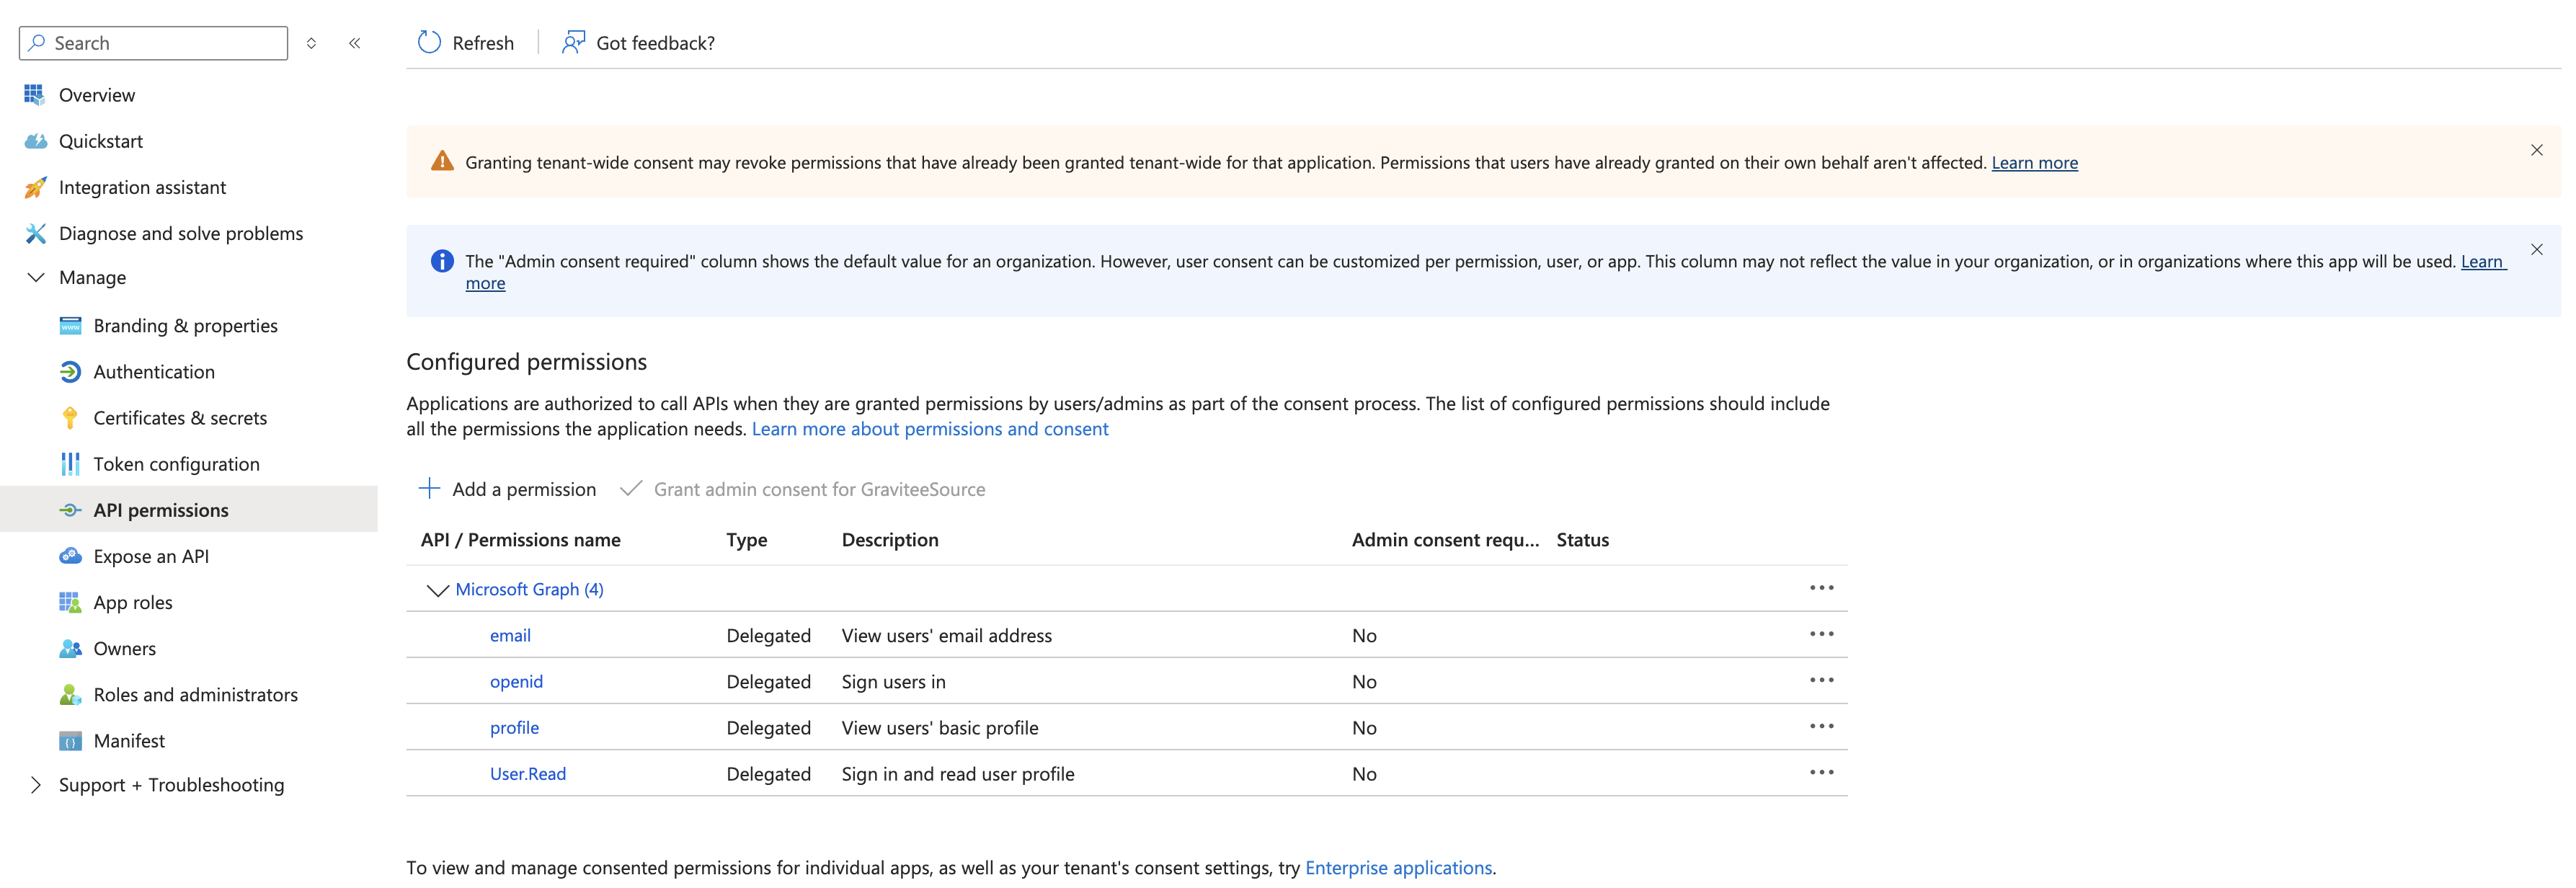 Search
Refresh
Got feedback?
Overview
Quickstart
Integration assistant
Diagnose and solve problems
Manage
Branding & properties
Authentication
Certificates & secrets
Token configuration
API permissions
Expose an API
App roles
Owners
Roles and administrators
Manifest
Support + Troubleshooting
Granting tenant-wide consent may revoke permissions that have already been granted tenant-wide for that application. Permissions that users have already granted on their own behalf aren't affected. Learn more
The "Admin consent required" column shows the default value for an organization. However, user consent can be customized per permission, user, or app. This column may not reflect the value in your organization, or in organizations where this app will be used. Learn
more
Configured permissions
Applications are authorized to call APIs when they are granted permissions by users/admins as part of the consent process. The list of configured permissions should include
all the permissions the application needs. Learn more about permissions and consent
Add a permission
Grant admin consent for GraviteeSource
API / Permissions name Type Description Admin consent requ... Status
Microsoft Graph (4)
email Delegated View users' email address No
openid Delegated Sign users in No
profile Delegated View users' basic profile No
User.Read Delegated Sign in and read user profile No
To view and manage consented permissions for individual apps, as well as your tenant's consent settings, try Enterprise applications.